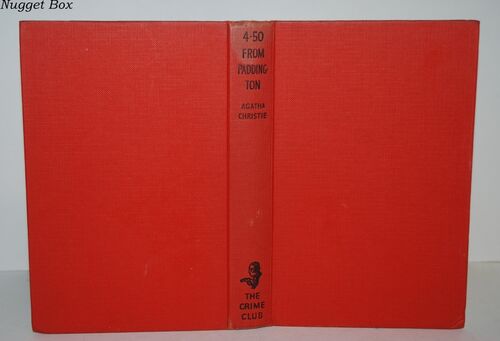 Nugget Box
4·50
FROM
PADDING
TON
AGATHA
CHRISTIE
THE
CRIME
CLUB